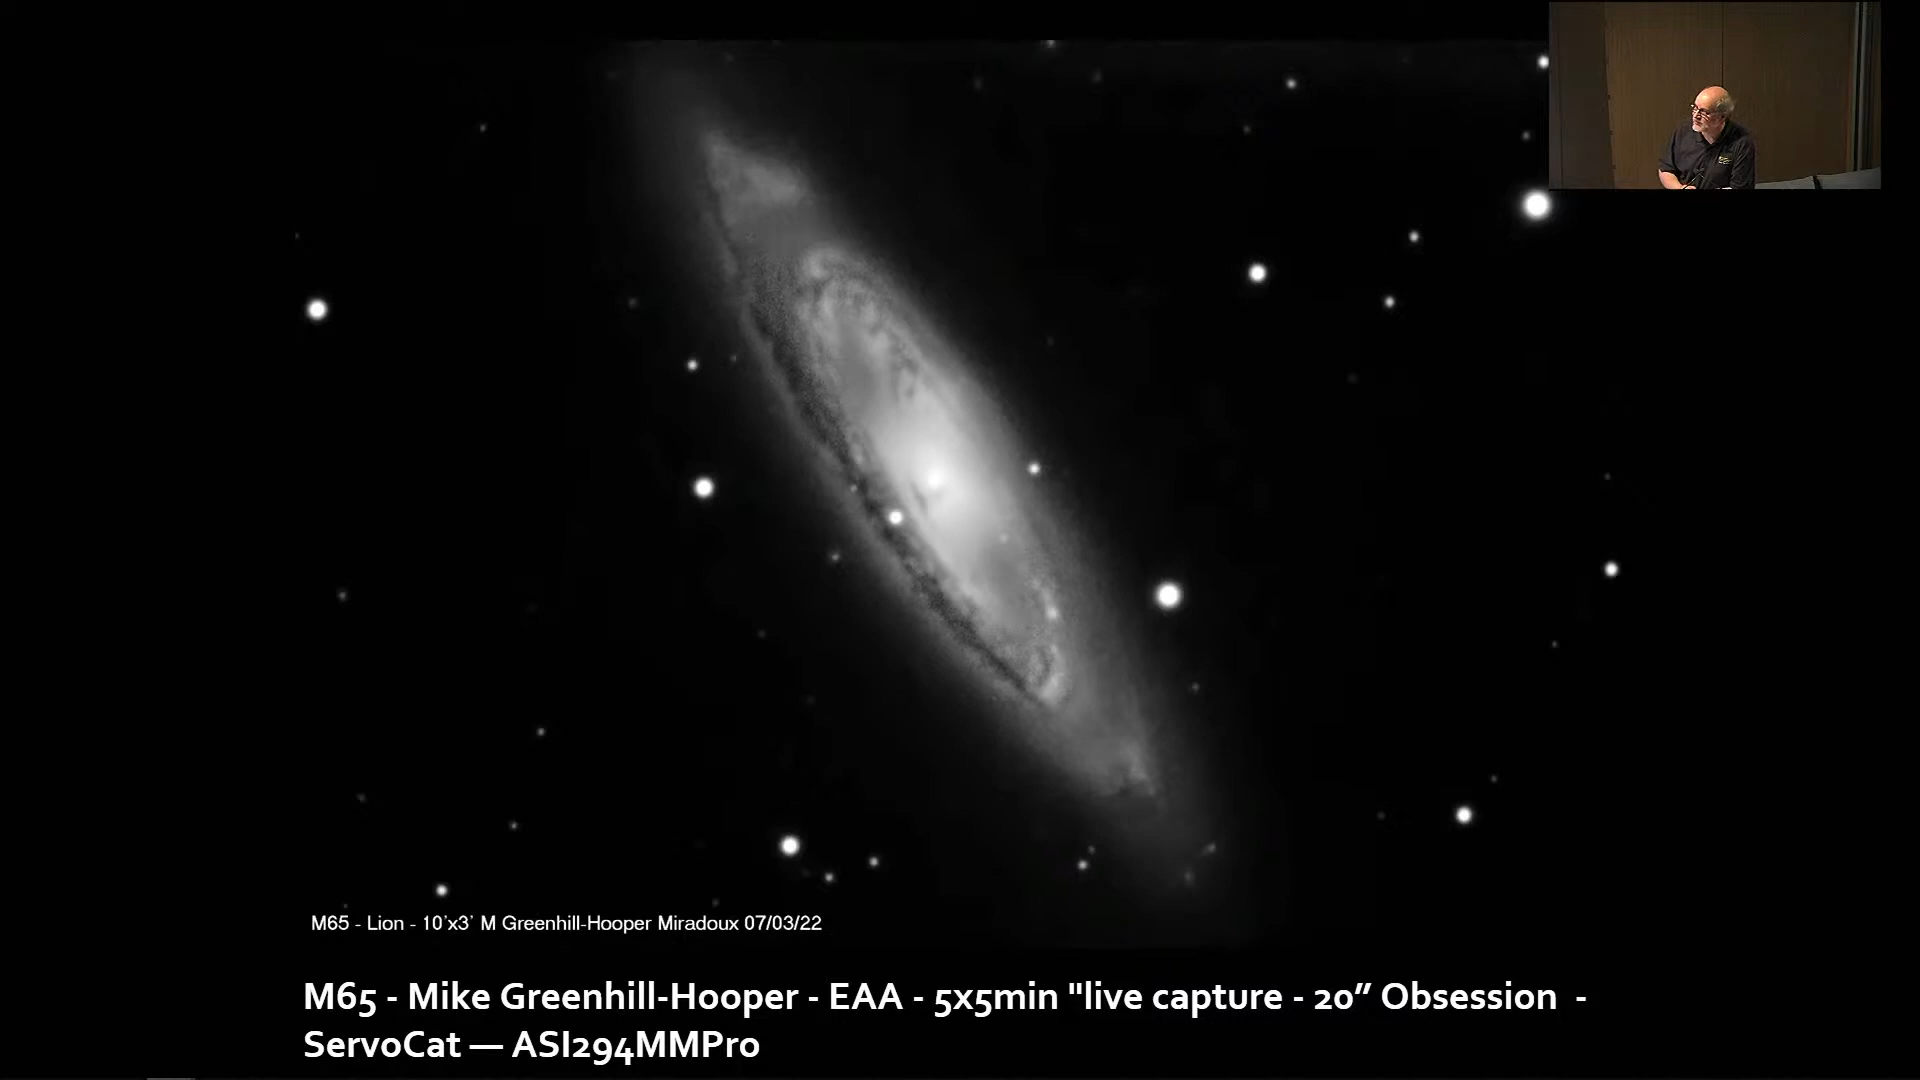 M65 - Lion - 10'x3' M Greenhill-Hooper Miradoux 07/03/22
M65 - Mike Greenhill-Hooper - EAA - 5x5min "live capture - 20” Obsession -
ServoCat — ASI294MMPro